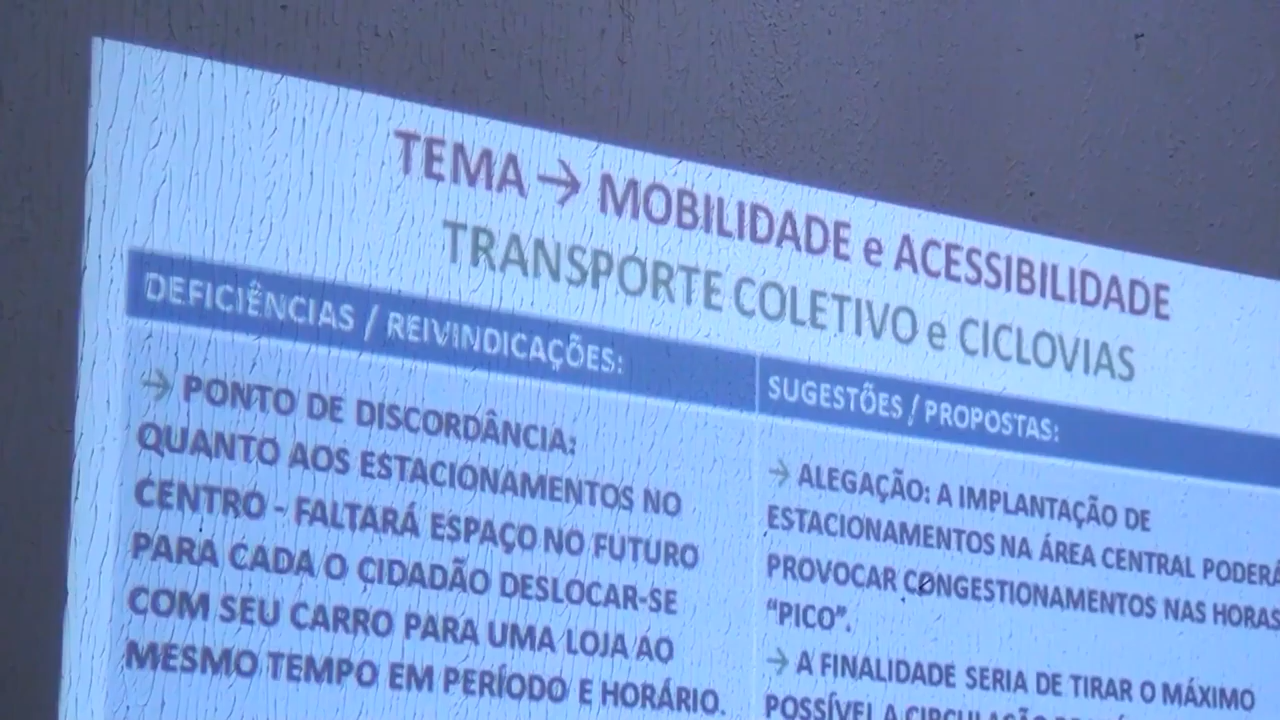 TEMA → MOBILIDADE e ACESSIBILIDADE
TRANSPORTE COLETIVO e CICLOVIAS
DEFICIÊNCIAS / REIVINDICAÇÕES:
→ PONTO DE DISCORDÂNCIA:
QUANTO AOS ESTACIONAMENTOS NO
CENTRO - FALTARÁ ESPAÇO NO FUTURO
PARA CADA O CIDADÃO DESLOCAR-SE
COM SEU CARRO PARA UMA LOJA AO
MESMO TEMPO EM PERÍODO E HORÁRIO.
SUGESTÕES / PROPOSTAS:
→ ALEGAÇÃO: A IMPLANTAÇÃO DE
ESTACIONAMENTOS NA ÁREA CENTRAL PODERÁ
PROVOCAR CONGESTIONAMENTOS NAS HORAS
“PICO”.
→ A FINALIDADE SERIA DE TIRAR O MÁXIMO
POSSÍVEL A CIRCULAÇÃO